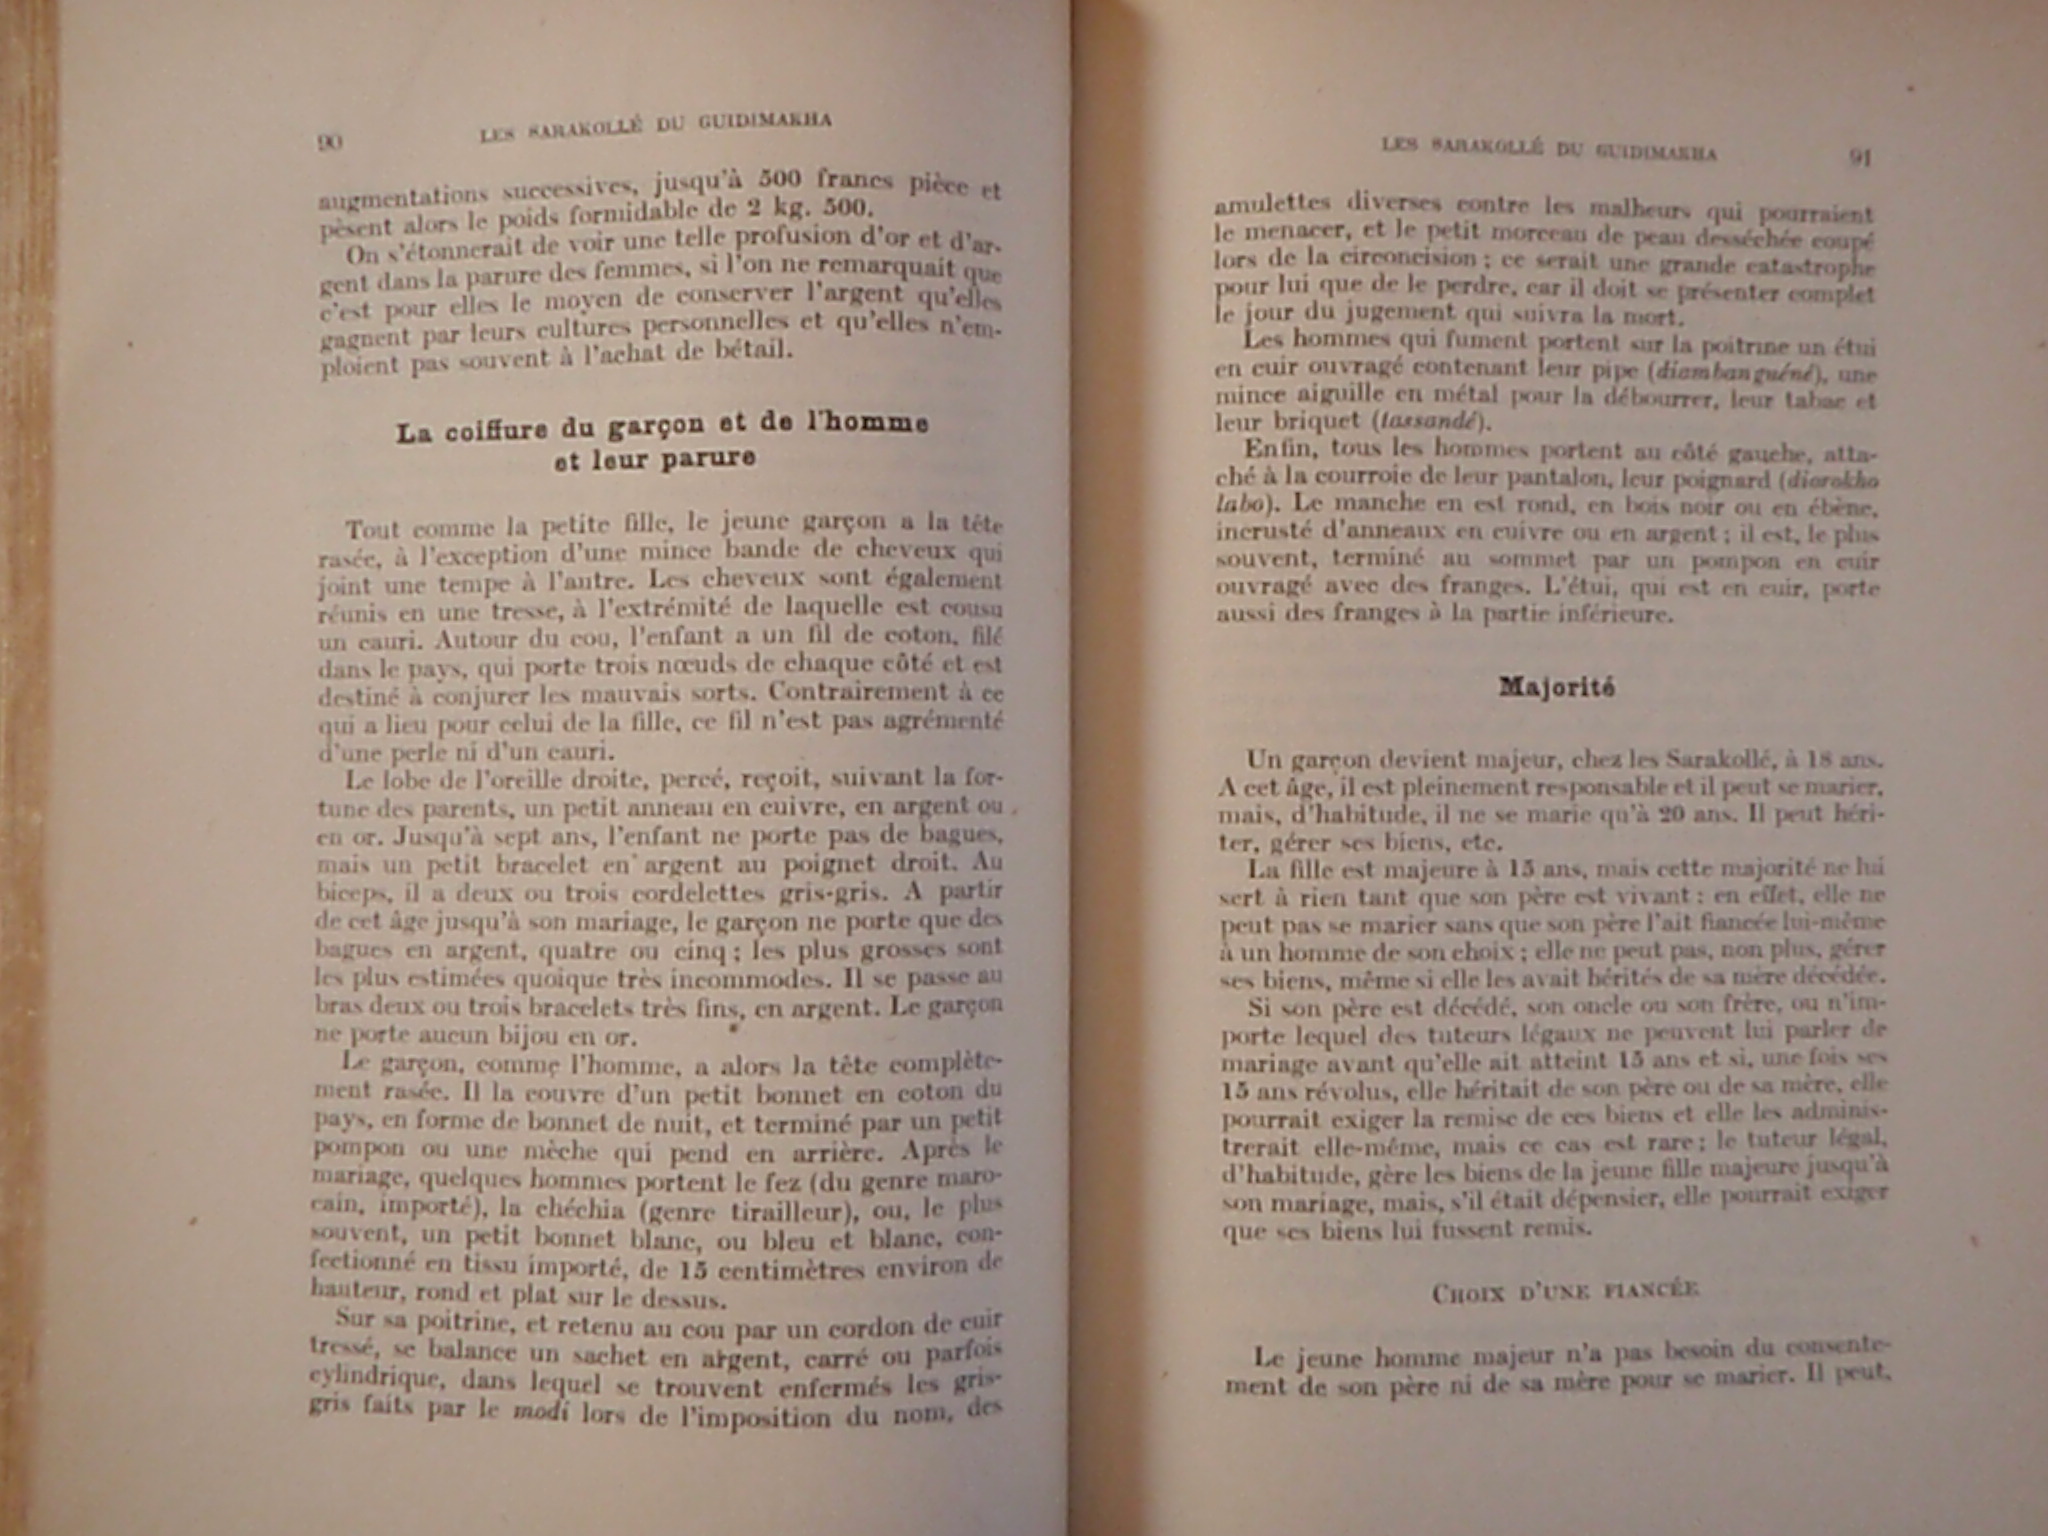 90 LES SARAKOLLÉ DU GUIDIMAKHA
augmentations successives, jusqu'à 500 francs pièce et
pèsent alors le poids formidable de 2 kg. 500.
On s'étonnerait de voir une telle profusion d'or et d'ar-
gent dans la parure des femmes, si l'on ne remarquait que
c'est pour elles le moyen de conserver l'argent qu'elles
gagnent par leurs cultures personnelles et qu'elles n'em-
ploient pas souvent à l'achat de bétail.
La coiffure du garçon et de l'homme
et leur parure
Tout comme la petite fille, le jeune garçon a la tête
rasée, à l'exception d'une mince bande de cheveux qui
joint une tempe à l'autre. Les cheveux sont également
réunis en une tresse, à l'extrémité de laquelle est cousu
un cauri. Autour du cou, l'enfant a un fil de coton, filé
dans le pays, qui porte trois nœuds de chaque côté et est
destiné à conjurer les mauvais sorts. Contrairement à ce
qui a lieu pour celui de la fille, ce fil n'est pas agrémenté
d'une perle ni d'un cauri.
Le lobe de l'oreille droite, percé, reçoit, suivant la for-
tune des parents, un petit anneau en cuivre, en argent ou
en or. Jusqu'à sept ans, l'enfant ne porte pas de bagues,
mais un petit bracelet en argent au poignet droit. Au
biceps, il a deux ou trois cordelettes gris-gris. A partir
de cet âge jusqu'à son mariage, le garçon ne porte que des
bagues en argent, quatre ou cinq ; les plus grosses sont
les plus estimées quoique très incommodes. Il se passe au
bras deux ou trois bracelets très fins, en argent. Le garçon
ne porte aucun bijou en or.
Le garçon, comme l'homme, a alors la tête complète-
ment rasée. Il la couvre d'un petit bonnet en coton du
pays, en forme de bonnet de nuit, et terminé par un petit
pompon ou une mèche qui pend en arrière. Après le
mariage, quelques hommes portent le fez (du genre maro-
cain, importé), la chéchia (genre tirailleur), ou, le plus
souvent, un petit bonnet blanc, ou bleu et blanc, con-
fectionné en tissu importé, de 15 centimètres environ de
hauteur, rond et plat sur le dessus.
Sur sa poitrine, et retenu au cou par un cordon de cuir
tressé, se balance un sachet en argent, carré ou parfois
cylindrique, dans lequel se trouvent enfermés les gris-
gris faits par le modi lors de l'imposition du nom, des
LES SARAKOLLÉ DU GUIDIMAKHA 91
amulettes diverses contre les malheurs qui pourraient
le menacer, et le petit morceau de peau desséchée coupé
lors de la circoncision ; ce serait une grande catastrophe
pour lui que de le perdre, car il doit se présenter complet
le jour du jugement qui suivra la mort.
Les hommes qui fument portent sur la poitrine un étui
en cuir ouvragé contenant leur pipe (diambanguéné), une
mince aiguille en métal pour la débourrer, leur tabac et
leur briquet (tassandé).
Enfin, tous les hommes portent au côté gauche, atta-
ché à la courroie de leur pantalon, leur poignard (diorokho
labo). Le manche en est rond, en bois noir ou en ébène,
incrusté d'anneaux en cuivre ou en argent ; il est, le plus
souvent, terminé au sommet par un pompon en cuir
ouvragé avec des franges. L'étui, qui est en cuir, porte
aussi des franges à la partie inférieure.
Majorité
Un garçon devient majeur, chez les Sarakollé, à 18 ans.
A cet âge, il est pleinement responsable et il peut se marier,
mais, d'habitude, il ne se marie qu'à 20 ans. Il peut héri-
ter, gérer ses biens, etc.
La fille est majeure à 15 ans, mais cette majorité ne lui
sert à rien tant que son père est vivant : en effet, elle ne
peut pas se marier sans que son père l'ait fiancée lui-même
à un homme de son choix ; elle ne peut pas, non plus, gérer
ses biens, même si elle les avait hérités de sa mère décédée.
Si son père est décédé, son oncle ou son frère, ou n'im-
porte lequel des tuteurs légaux ne peuvent lui parler de
mariage avant qu'elle ait atteint 15 ans et si, une fois ses
15 ans révolus, elle héritait de son père ou de sa mère, elle
pourrait exiger la remise de ces biens et elle les adminis-
trerait elle-même, mais ce cas est rare ; le tuteur légal,
d'habitude, gère les biens de la jeune fille majeure jusqu'à
son mariage, mais, s'il était dépensier, elle pourrait exiger
que ses biens lui fussent remis.
CHOIX D'UNE FIANCÉE
Le jeune homme majeur n'a pas besoin du consente-
ment de son père ni de sa mère pour se marier. Il peut,